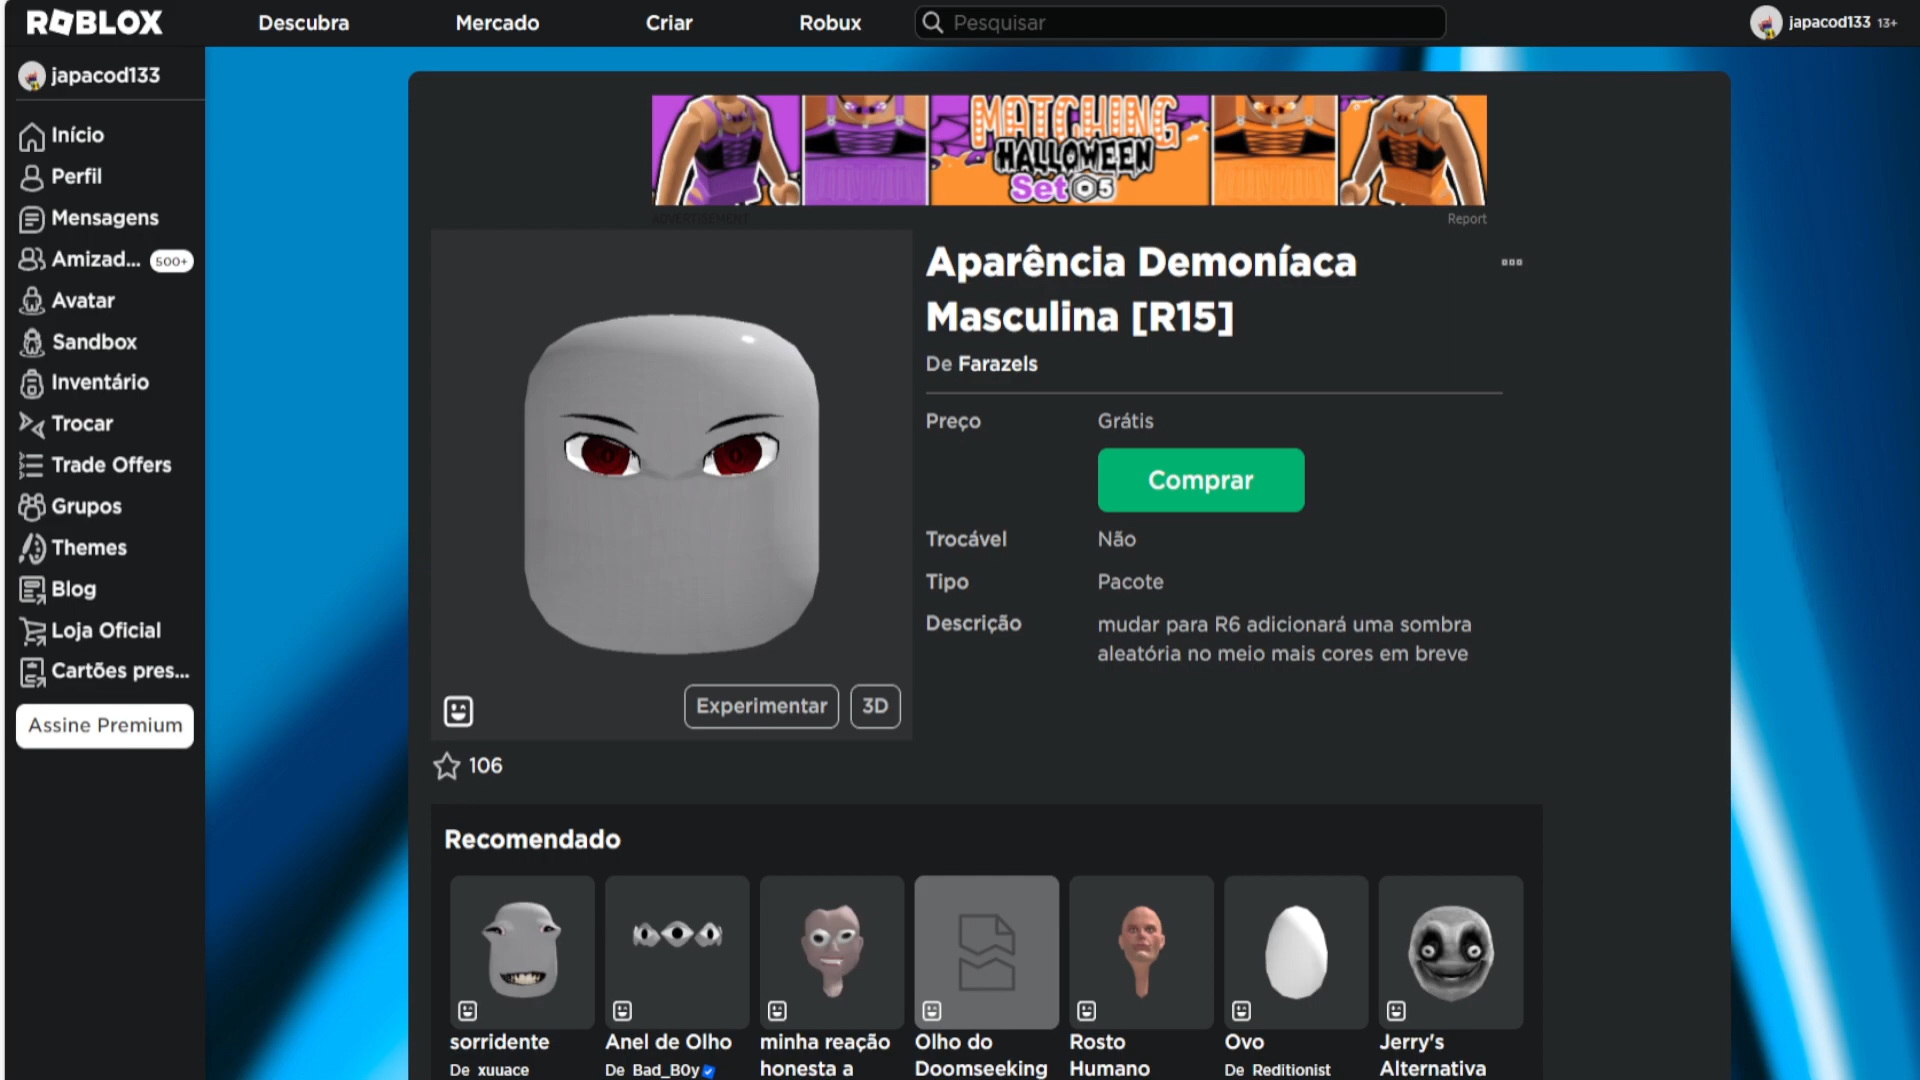 ROBLOX
Descubra
Mercado
Criar
Robux
Pesquisar
japacod133 13+
japacod133
Início
Perfil
Mensagens
Amizad... 500+
Avatar
Sandbox
Inventário
Trocar
Trade Offers
Grupos
Themes
Blog
Loja Oficial
Cartões pres...
Assine Premium
MATCHING
HALLOWEEN
Set 5
ADVERTISEMENT
Report
Aparência Demoníaca
Masculina [R15]
De Farazels
Preço Grátis
Comprar
Trocável Não
Tipo Pacote
Descrição mudar para R6 adicionará uma sombra
aleatória no meio mais cores em breve
Experimentar
3D
106
Recomendado
sorridente
De xuuace
Anel de Olho
De Bad_B0y
minha reação
honesta a
Olho do
Doomseeking
Rosto
Humano
Ovo
De Reditionist
Jerry's
Alternativa